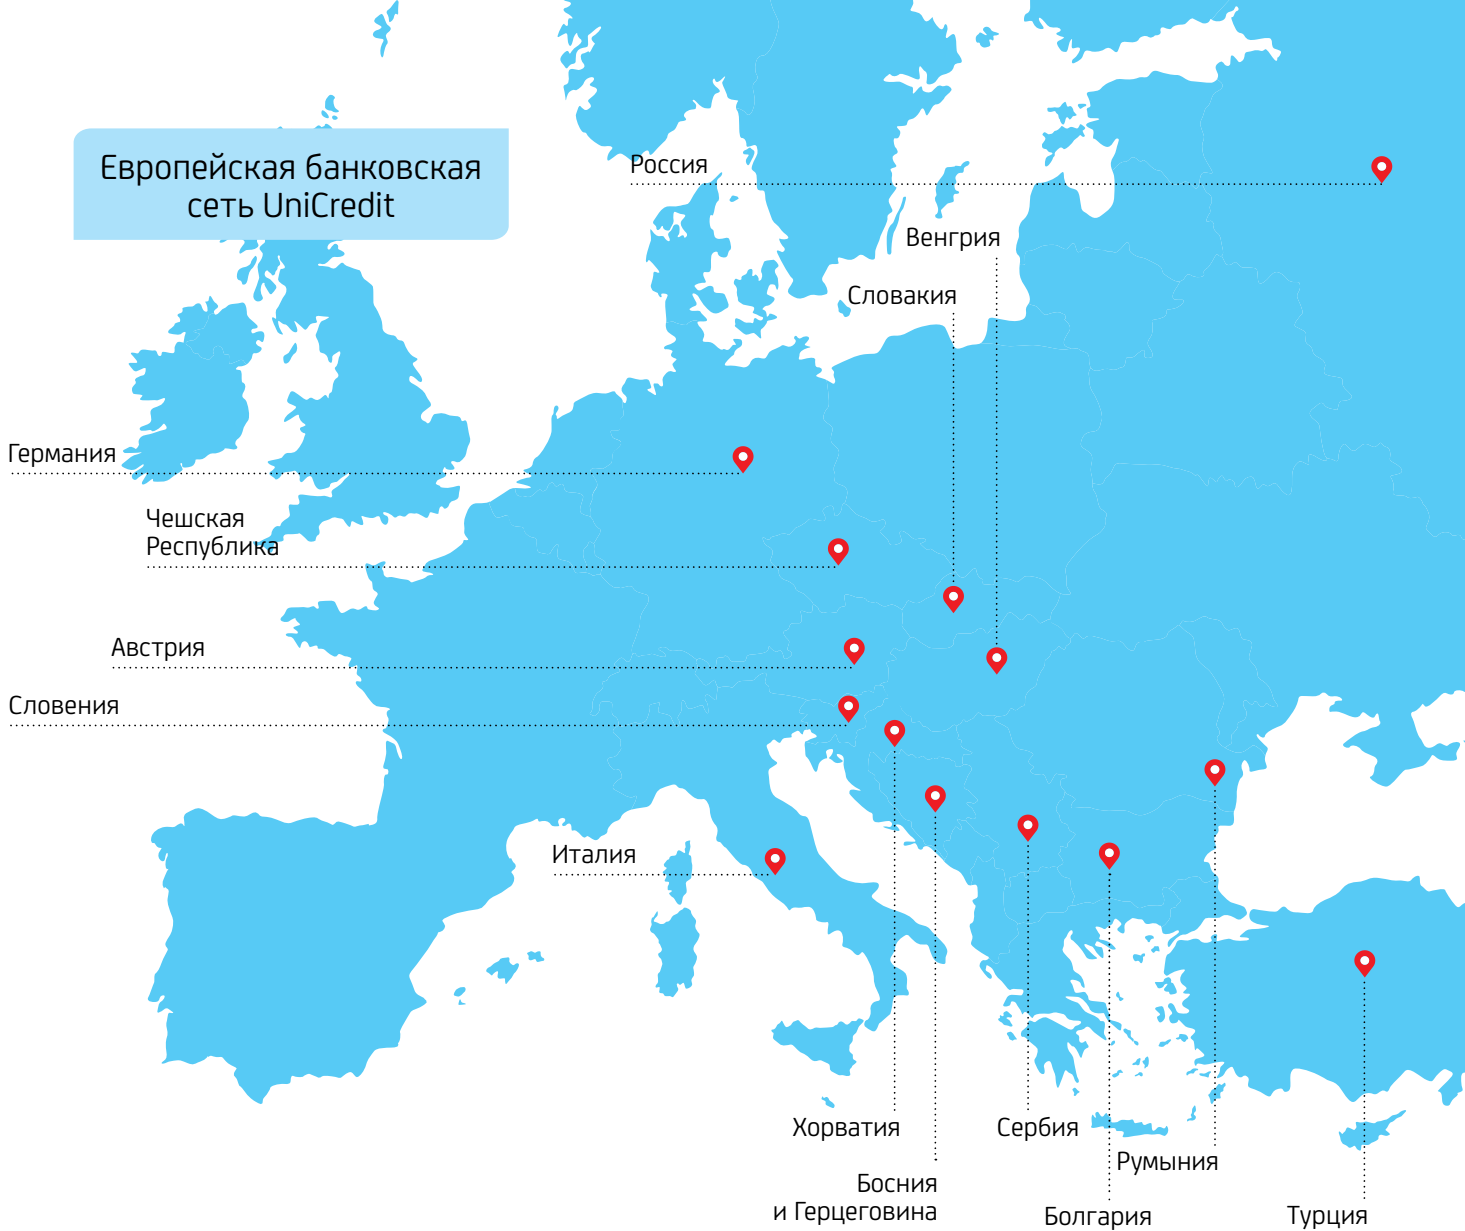 Европейская банковская
сеть UniCredit
Россия
Венгрия
Словакия
Германия
Чешская
Республика
Австрия
Словения
Италия
Хорватия
Сербия
Румыния
Босния
и Герцеговина
Болгария
Турция